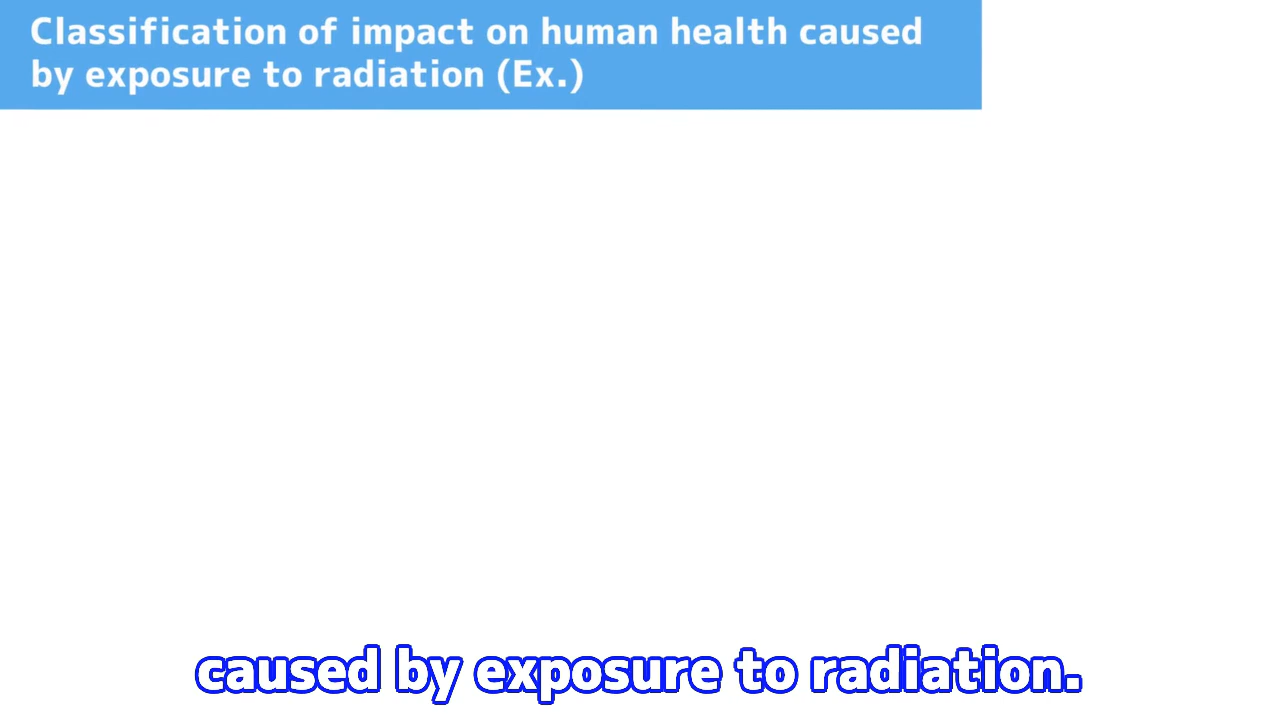 Classification of impact on human health caused
by exposure to radiation (Ex.)
caused by exposure to radiation.